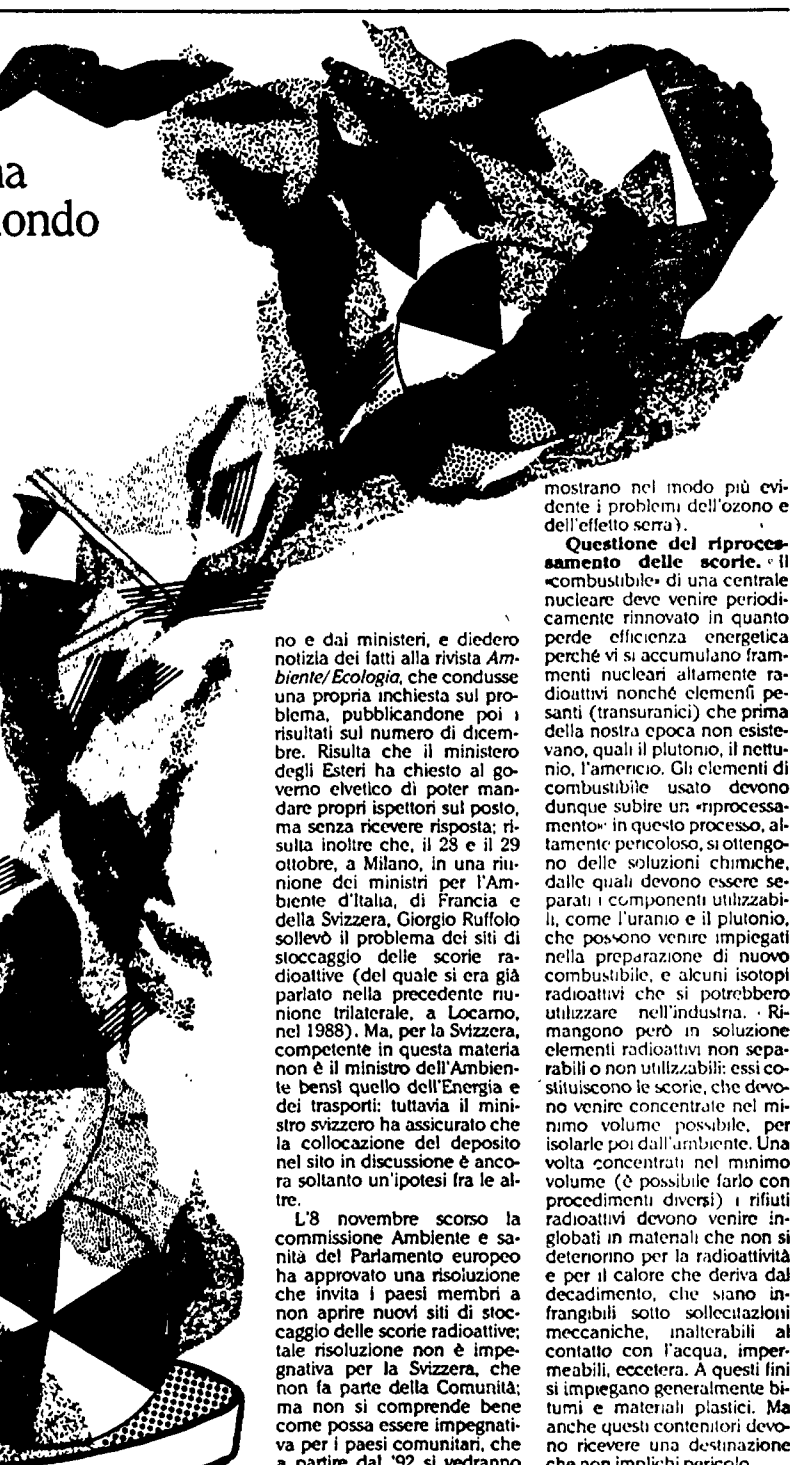 na
ondo
no e dai ministeri, e diedero
notizia dei fatti alla rivista Am-
biente/Ecologia, che condusse
una propria inchiesta sul pro-
blema, pubblicandone poi i
risultati sul numero di dicem-
bre. Risulta che il ministero
degli Esteri ha chiesto al go-
verno elvetico di poter man-
dare propri ispettori sul posto,
ma senza ricevere risposta; ri-
sulta inoltre che, il 28 e il 29
ottobre, a Milano, in una riu-
nione dei ministri per l'Am-
biente d'Italia, di Francia e
della Svizzera, Giorgio Ruffolo
sollevò il problema dei siti di
stoccaggio delle scorie ra-
dioattive (del quale si era già
parlato nella precedente riu-
nione trilaterale, a Locarno,
nel 1988). Ma, per la Svizzera,
competente in questa materia
non è il ministro dell'Ambien-
te bensì quello dell'Energia e
dei trasporti: tuttavia il mini-
stro svizzero ha assicurato che
la collocazione del deposito
nel sito in discussione è anco-
ra soltanto un'ipotesi fra le al-
tre.
L'8 novembre scorso la
commissione Ambiente e sa-
nità del Parlamento europeo
ha approvato una risoluzione
che invita i paesi membri a
non aprire nuovi siti di stoc-
caggio delle scorie radioattive;
tale risoluzione non è impe-
gnativa per la Svizzera, che
non fa parte della Comunità;
ma non si comprende bene
come possa essere impegnati-
va per i paesi comunitari, che
a partire dal '92 si vedranno
mostrano nel modo più evi-
dente i problemi dell'ozono e
dell'effetto serra).
Questione del riproces-
samento delle scorie. Il
«combustibile» di una centrale
nucleare deve venire periodi-
camente rinnovato in quanto
perde efficienza energetica
perché vi si accumulano fram-
menti nucleari altamente ra-
dioattivi nonché elementi pe-
santi (transuranici) che prima
della nostra epoca non esiste-
vano, quali il plutonio, il nettu-
nio, l'americio. Gli elementi di
combustibile usato devono
dunque subire un «riprocessa-
mento»: in questo processo, al-
tamente pericoloso, si ottengo-
no delle soluzioni chimiche,
dalle quali devono essere se-
parati i componenti utilizzabi-
li, come l'uranio e il plutonio,
che possono venire impiegati
nella preparazione di nuovo
combustibile, e alcuni isotopi
radioattivi che si potrebbero
utilizzare nell'industria. Ri-
mangono però in soluzione
elementi radioattivi non sepa-
rabili o non utilizzabili: essi co-
stituiscono le scorie, che devo-
no venire concentrate nel mi-
nimo volume possibile, per
isolarle poi dall'ambiente. Una
volta concentrati nel minimo
volume (è possibile farlo con
procedimenti diversi) i rifiuti
radioattivi devono venire in-
globati in materiali che non si
deteriorino per la radioattività
e per il calore che deriva dal
decadimento, che siano in-
frangibili sotto sollecitazioni
meccaniche, inalterabili al
contatto con l'acqua, imper-
meabili, eccetera. A questi fini
si impiegano generalmente bi-
tumi e materiali plastici. Ma
anche questi contenitori devo-
no ricevere una destinazione
che non implichi pericolo